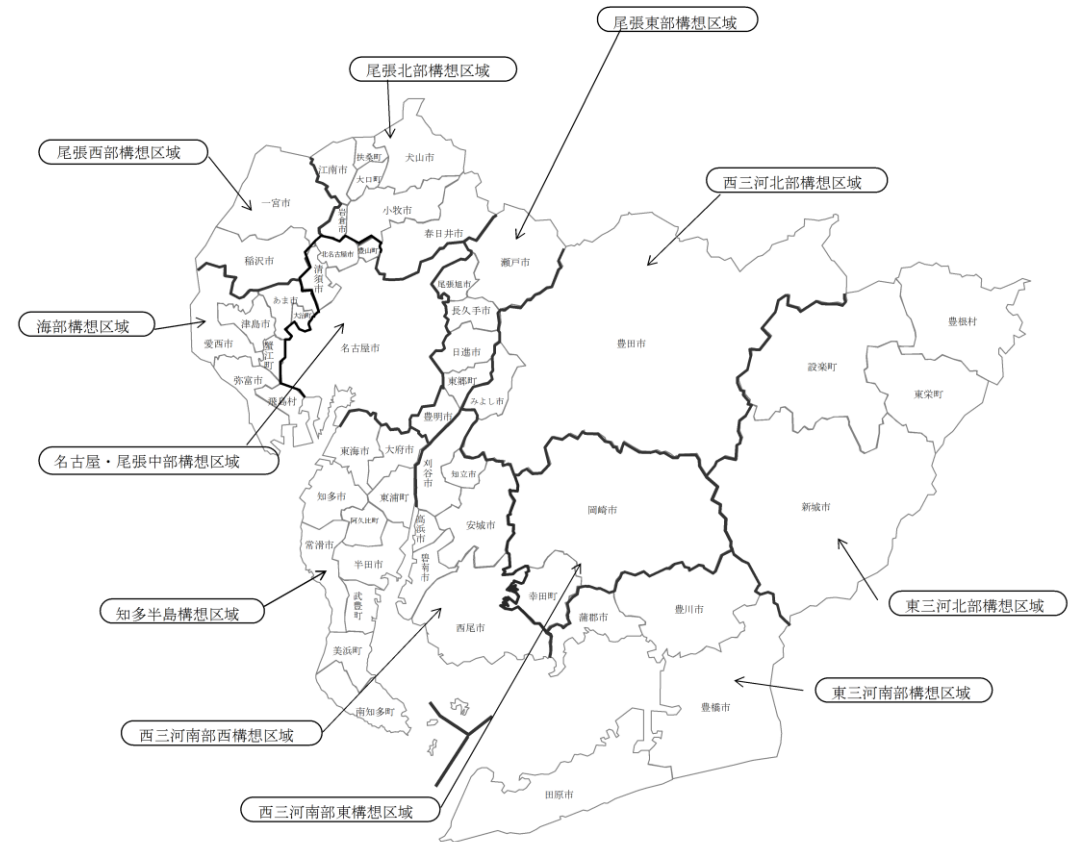 尾張東部構想区域
尾張北部構想区域
尾張西部構想区域
西三河北部構想区域
海部構想区域
名古屋・尾張中部構想区域
知多半島構想区域
西三河南部西構想区域
西三河南部東構想区域
東三河北部構想区域
東三河南部構想区域
犬山市
扶桑町
江南市
大口町
一宮市
岩倉市
小牧市
春日井市
稲沢市
北名古屋市
豊山町
清須市
瀬戸市
尾張旭市
あま市
大治町
津島市
長久手市
愛西市
蟹江町
名古屋市
日進市
豊田市
弥富市
東郷町
飛島村
みよし市
豊明市
設楽町
豊根村
東栄町
東海市
大府市
刈谷市
知立市
知多市
東浦町
阿久比町
高浜市
安城市
岡崎市
新城市
常滑市
半田市
碧南市
武豊町
幸田町
蒲郡市
豊川市
西尾市
美浜町
南知多町
豊橋市
田原市